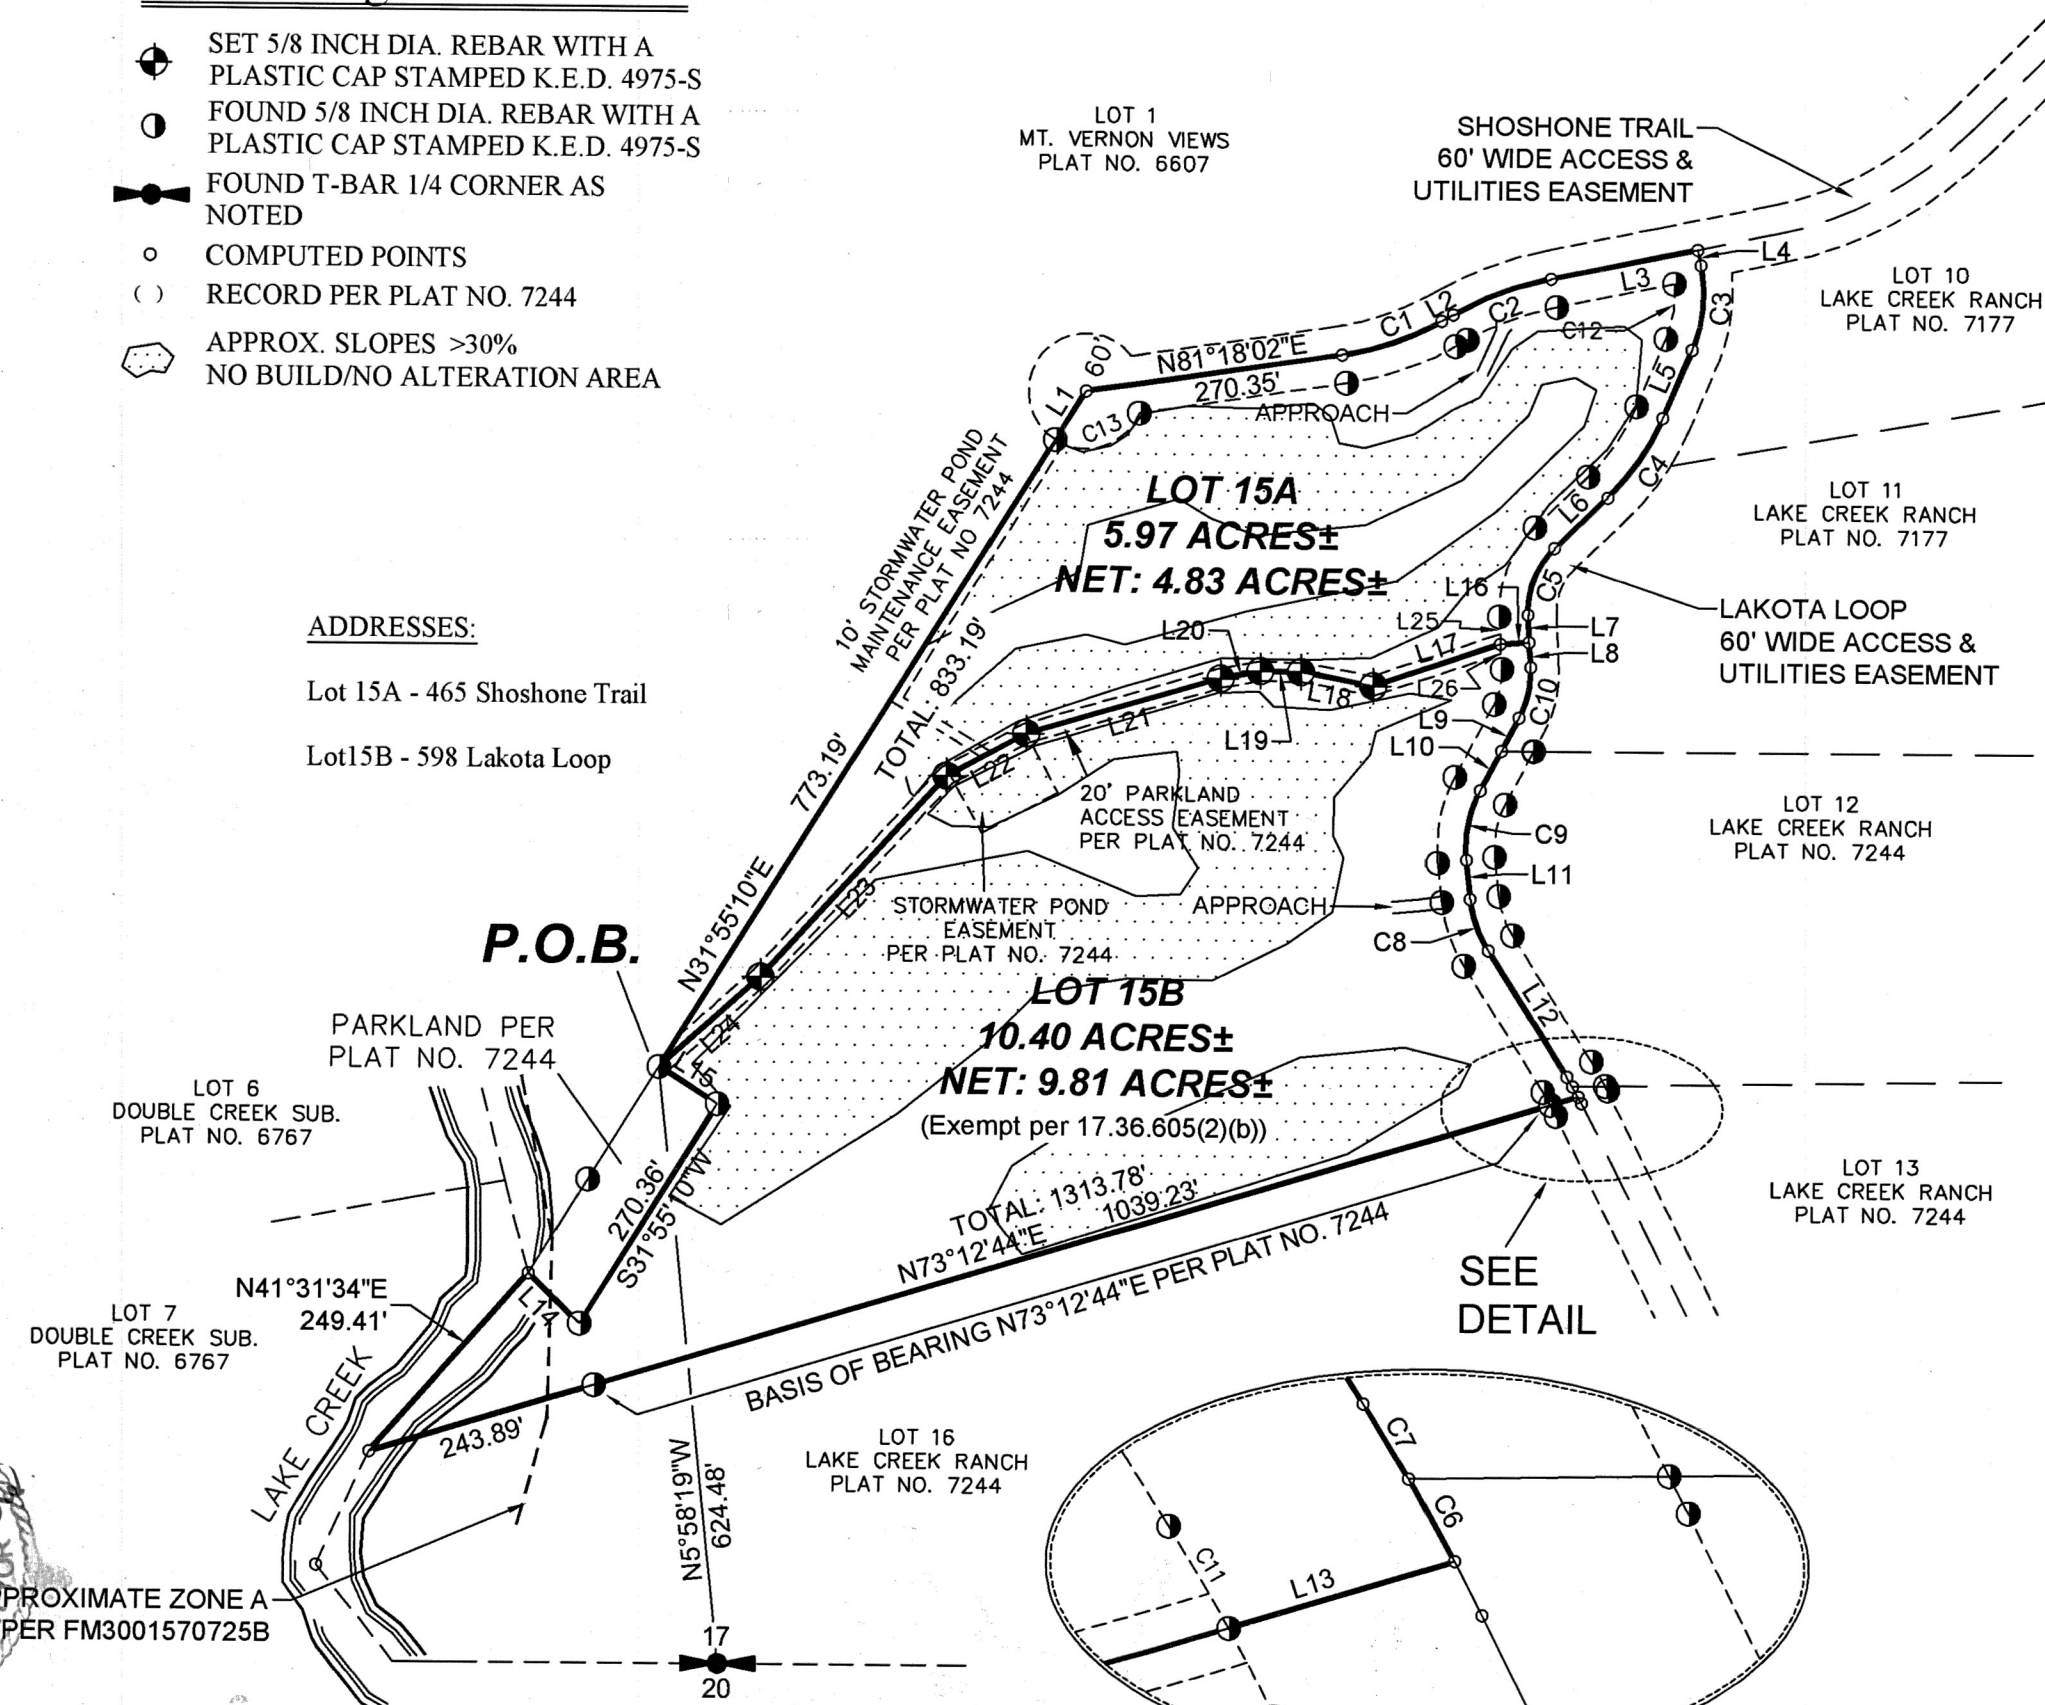 SET 5/8 INCH DIA. REBAR WITH A
PLASTIC CAP STAMPED K.E.D. 4975-S
FOUND 5/8 INCH DIA. REBAR WITH A
PLASTIC CAP STAMPED K.E.D. 4975-S
FOUND T-BAR 1/4 CORNER AS
NOTED
COMPUTED POINTS
( ) RECORD PER PLAT NO. 7244
APPROX. SLOPES >30%
NO BUILD/NO ALTERATION AREA
LOT 1
MT. VERNON VIEWS
PLAT NO. 6607
SHOSHONE TRAIL
60' WIDE ACCESS &
UTILITIES EASEMENT
L4
LOT 10
LAKE CREEK RANCH
PLAT NO. 7177
L3
C3
C2
L2
C1
C12
N81°18'02"E
270.35'
60'
L1
C13
APPROACH
L5
C4
L6
LOT 11
LAKE CREEK RANCH
PLAT NO. 7177
10' STORMWATER POND
MAINTENANCE EASEMENT
PER PLAT NO 7244
LOT 15A
5.97 ACRES±
NET: 4.83 ACRES±
L16
C5
L25
L7
L8
LAKOTA LOOP
60' WIDE ACCESS &
UTILITIES EASEMENT
ADDRESSES:
Lot 15A - 465 Shoshone Trail
Lot15B - 598 Lakota Loop
L20
L17
L26
L18
L19
L21
L22
C10
L9
L10
TOTAL: 833.19'
773.19'
N31°55'10"E
20' PARKLAND
ACCESS EASEMENT
PER PLAT NO. 7244
LOT 12
LAKE CREEK RANCH
PLAT NO. 7244
C9
L11
L23
STORMWATER POND
EASEMENT
PER PLAT NO. 7244
APPROACH
C8
P.O.B.
L12
LOT 15B
10.40 ACRES±
NET: 9.81 ACRES±
(Exempt per 17.36.605(2)(b))
L24
L15
PARKLAND PER
PLAT NO. 7244
LOT 6
DOUBLE CREEK SUB.
PLAT NO. 6767
270.36'
S31°55'10"W
TOTAL: 1313.78'
1039.23'
N73°12'44"E
BASIS OF BEARING N73°12'44"E PER PLAT NO. 7244
LOT 13
LAKE CREEK RANCH
PLAT NO. 7244
SEE
DETAIL
N41°31'34"E
249.41'
L14
LOT 7
DOUBLE CREEK SUB.
PLAT NO. 6767
LAKE CREEK
243.89'
LOT 16
LAKE CREEK RANCH
PLAT NO. 7244
N5°58'19"W
624.48'
C7
C6
C11
L13
PROXIMATE ZONE A
PER FM3001570725B
17
20